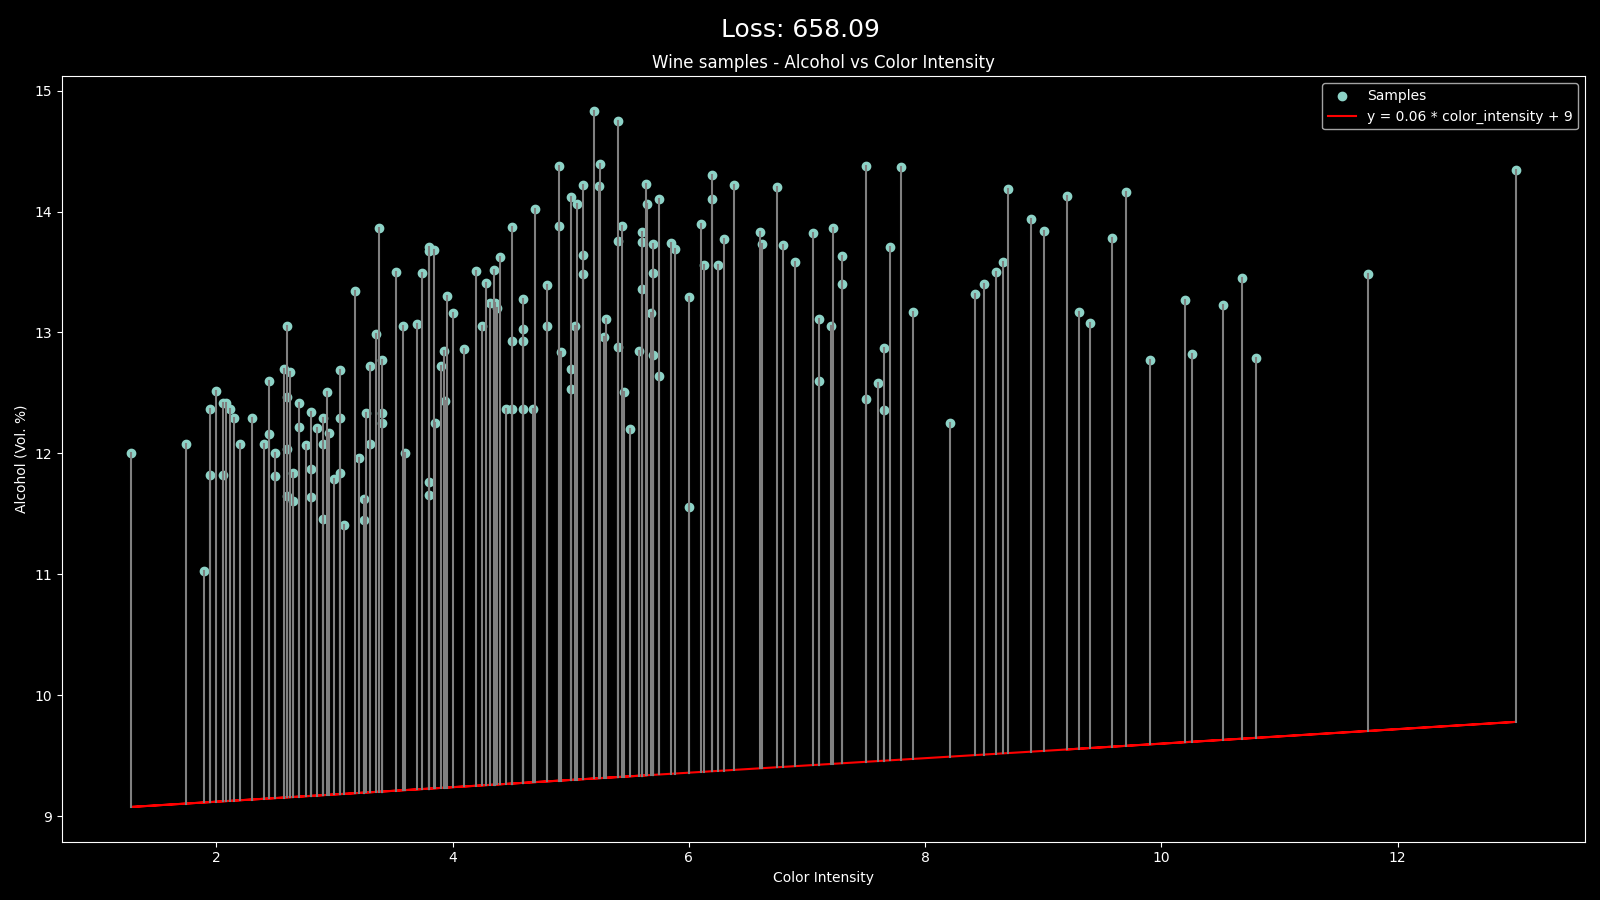 Loss: 658.09
Wine samples - Alcohol vs Color Intensity
Samples
y = 0.06 * color_intensity + 9
Alcohol (Vol. %)
15
14
13
12
11
10
9
2 4 6 8 10 12
Color Intensity